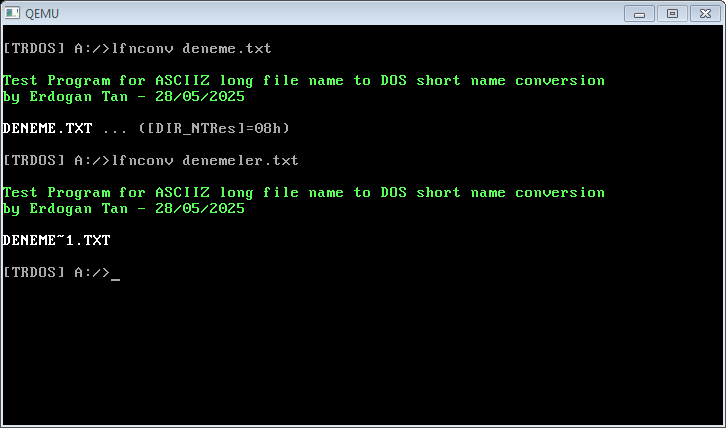 QEMU
[TRDOS] A:/>lfnconv deneme.txt
Test Program for ASCIIZ long file name to DOS short name conversion
by Erdogan Tan - 28/05/2025
DENEME.TXT ... ([DIR_NTRes]=08h)
[TRDOS] A:/>lfnconv denemeler.txt
Test Program for ASCIIZ long file name to DOS short name conversion
by Erdogan Tan - 28/05/2025
DENEME~1.TXT
[TRDOS] A:/>_